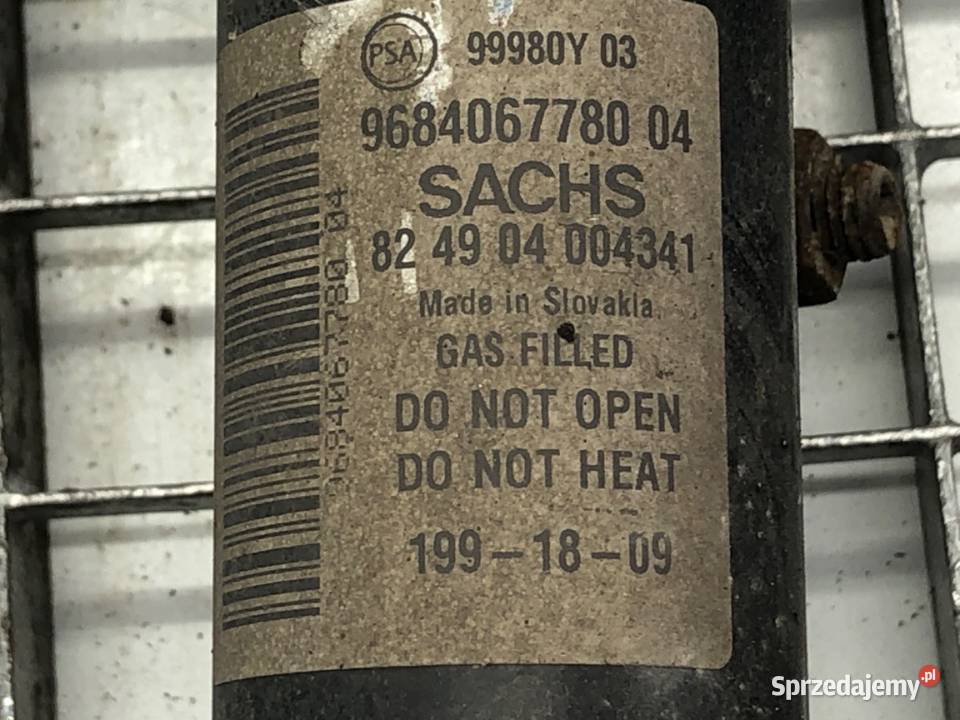 PSA 99980Y 03
9684067780 04
SACHS
82 49 04 004341
Made in Slovakia
GAS FILLED
DO NOT OPEN
DO NOT HEAT
199-18-09
9684067780 04
Sprzedajemy.pl